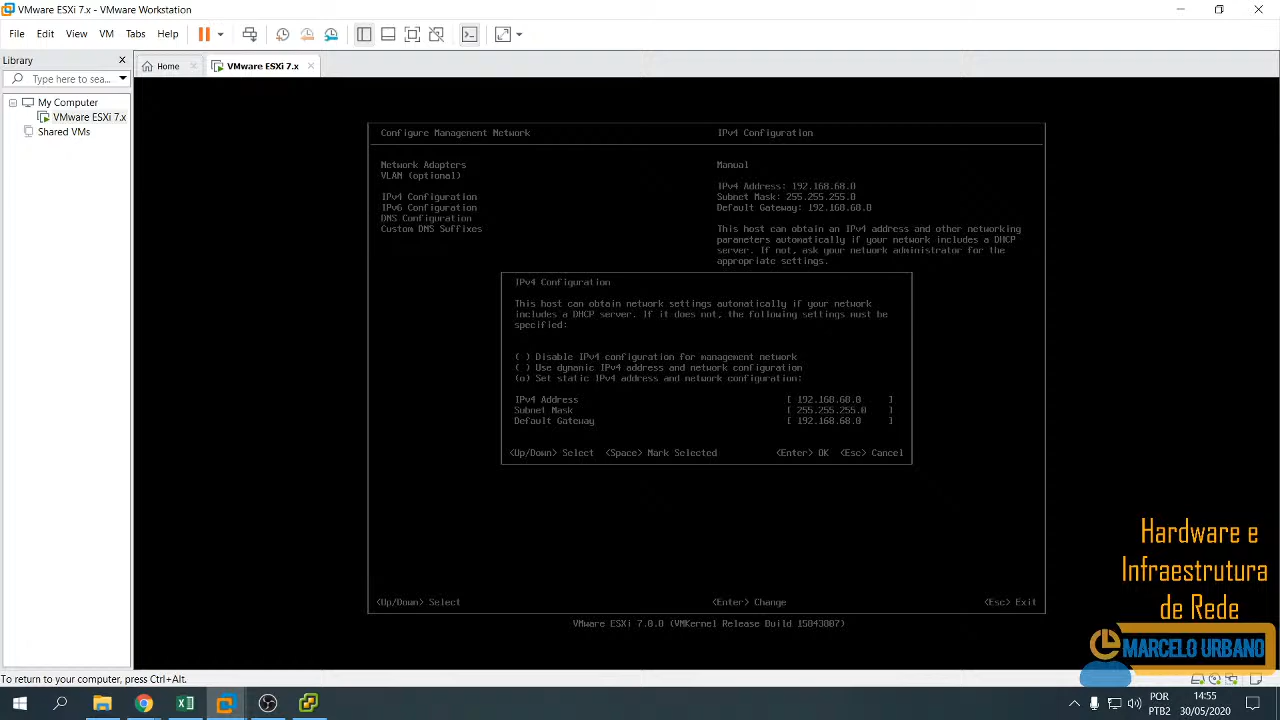 VMware ESXi 7.x - VMware Workstation
File Edit View VM Tabs Help
Library
Type here to sea...
My Computer
VMware ESXi 7.x
Shared VMs
Home
VMware ESXi 7.x
Configure Management Network
IPv4 Configuration
Network Adapters
VLAN (optional)
IPv4 Configuration
IPv6 Configuration
DNS Configuration
Custom DNS Suffixes
Manual
IPv4 Address: 192.168.68.0
Subnet Mask: 255.255.255.0
Default Gateway: 192.168.68.0
This host can obtain an IPv4 address and other networking
parameters automatically if your network includes a DHCP
server. If not, ask your network administrator for the
appropriate settings.
IPv4 Configuration
This host can obtain network settings automatically if your network
includes a DHCP server. If it does not, the following settings must be
specified:
( ) Disable IPv4 configuration for management network
( ) Use dynamic IPv4 address and network configuration
(o) Set static IPv4 address and network configuration:
IPv4 Address [ 192.168.68.0 ]
Subnet Mask [ 255.255.255.0 ]
Default Gateway [ 192.168.68.0 ]
<Up/Down> Select <Space> Mark Selected <Enter> OK <Esc> Cancel
<Up/Down> Select <Enter> Change <Esc> Exit
VMware ESXi 7.0.0 (VMKernel Release Build 15843807)
Hardware e
Infraestrutura
de Rede
MARCELO URBANO
To return to your computer, press Ctrl+Alt.
POR
PTB2
14:55
30/05/2020